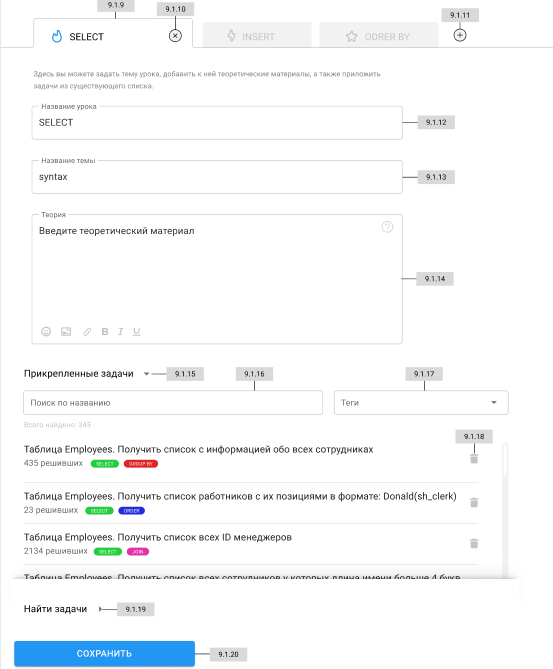 9.1.9
9.1.10
9.1.11
SELECT
INSERT
ODRER BY
Здесь вы можете задать тему урока, добавить к ней теоретические материалы, а также приложить
задачи из существующего списка.
Название урока
SELECT
9.1.12
Название темы
syntax
9.1.13
Теория
Введите теоретический материал
9.1.14
B I U
Прикрепленные задачи
9.1.15
9.1.16
9.1.17
Поиск по названию
Теги
Всего найдено: 345
9.1.18
Таблица Employees. Получить список с информацией обо всех сотрудниках
435 решивших SELECT GROUP BY
Таблица Employees. Получить список работников с их позициями в формате: Donald(sh_clerk)
23 решивших SELECT ORDER
Таблица Employees. Получить список всех ID менеджеров
2134 решивших SELECT JOIN
Таблица Employees. Получить список всех сотрудников у которых длина имени больше 4 букв
Найти задачи
9.1.19
СОХРАНИТЬ
9.1.20